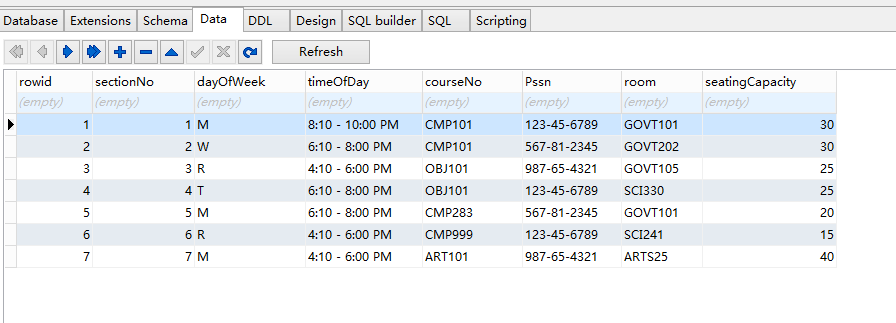 Database Extensions Schema Data DDL Design SQL builder SQL Scripting
Refresh
rowid sectionNo dayOfWeek timeOfDay courseNo Pssn room seatingCapacity
(empty) (empty) (empty) (empty) (empty) (empty) (empty) (empty)
1 1 M 8:10 - 10:00 PM CMP101 123-45-6789 GOVT101 30
2 2 W 6:10 - 8:00 PM CMP101 567-81-2345 GOVT202 30
3 3 R 4:10 - 6:00 PM OBJ101 987-65-4321 GOVT105 25
4 4 T 6:10 - 8:00 PM OBJ101 123-45-6789 SCI330 25
5 5 M 6:10 - 8:00 PM CMP283 567-81-2345 GOVT101 20
6 6 R 4:10 - 6:00 PM CMP999 123-45-6789 SCI241 15
7 7 M 4:10 - 6:00 PM ART101 987-65-4321 ARTS25 40